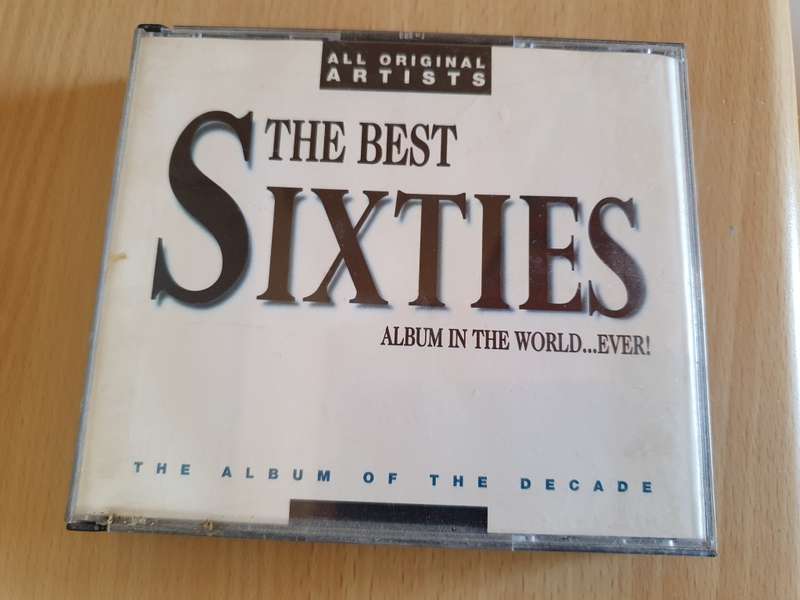 ALL ORIGINAL
ARTISTS
THE BEST
SIXTIES
ALBUM IN THE WORLD...EVER!
THE ALBUM OF THE DECADE